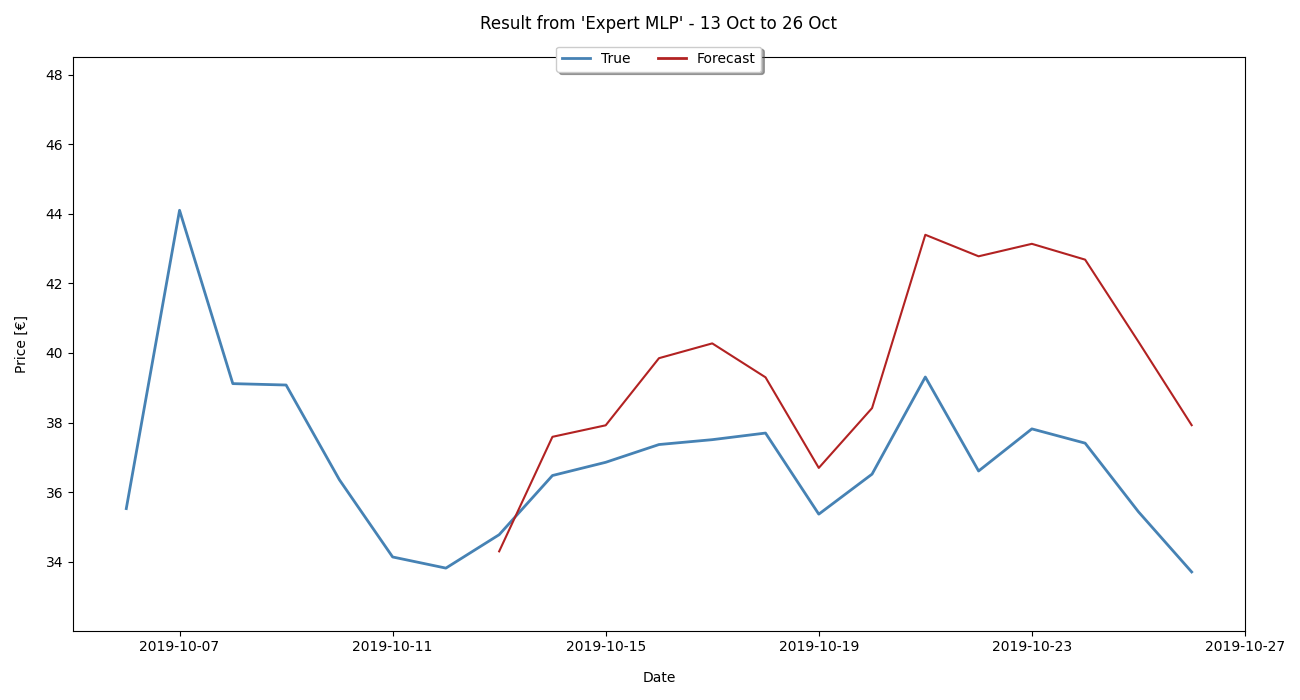 Result from 'Expert MLP' - 13 Oct to 26 Oct
True Forecast
48
46
44
42
40
38
36
34
Price [€]
2019-10-07 2019-10-11 2019-10-15 2019-10-19 2019-10-23 2019-10-27
Date